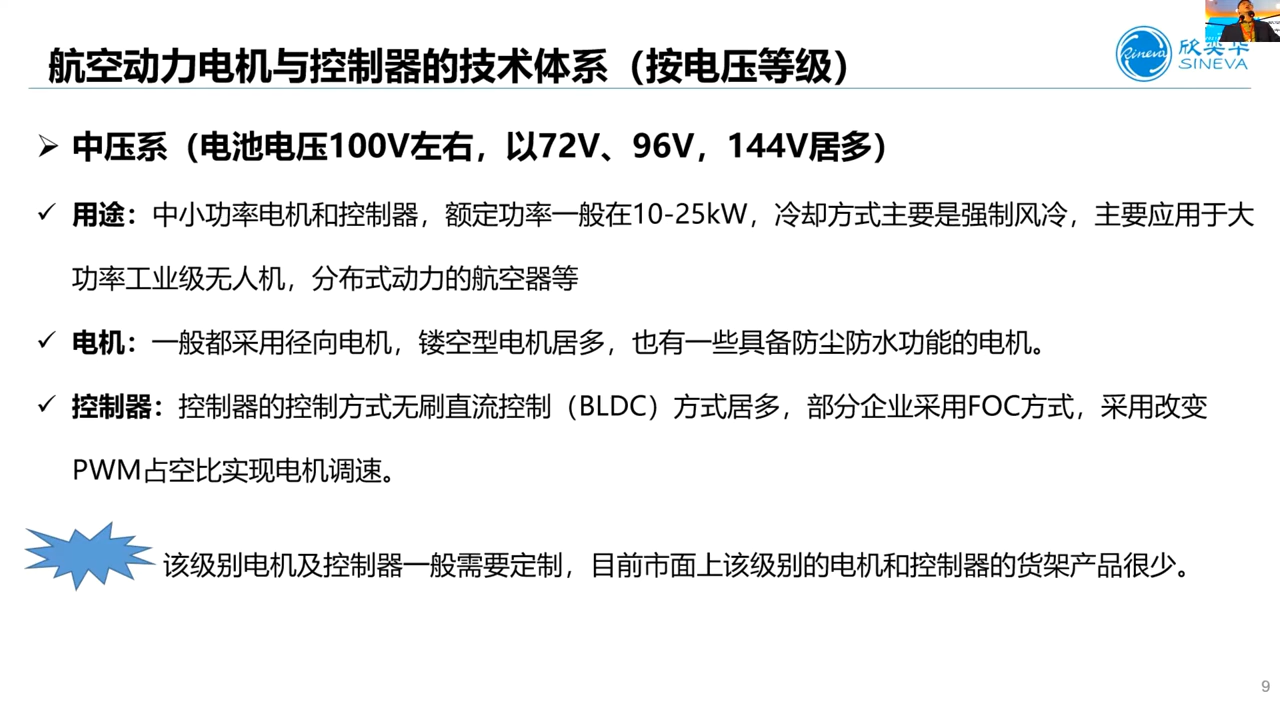 航空动力电机与控制器的技术体系（按电压等级）
Rineva
欣奕华
SINEVA
➢ 中压系（电池电压100V左右，以72V、96V，144V居多）
✓ 用途：中小功率电机和控制器，额定功率一般在10-25kW，冷却方式主要是强制风冷，主要应用于大
功率工业级无人机，分布式动力的航空器等
✓ 电机：一般都采用径向电机，镂空型电机居多，也有一些具备防尘防水功能的电机。
✓ 控制器：控制器的控制方式无刷直流控制（BLDC）方式居多，部分企业采用FOC方式，采用改变
PWM占空比实现电机调速。
该级别电机及控制器一般需要定制，目前市面上该级别的电机和控制器的货架产品很少。
9